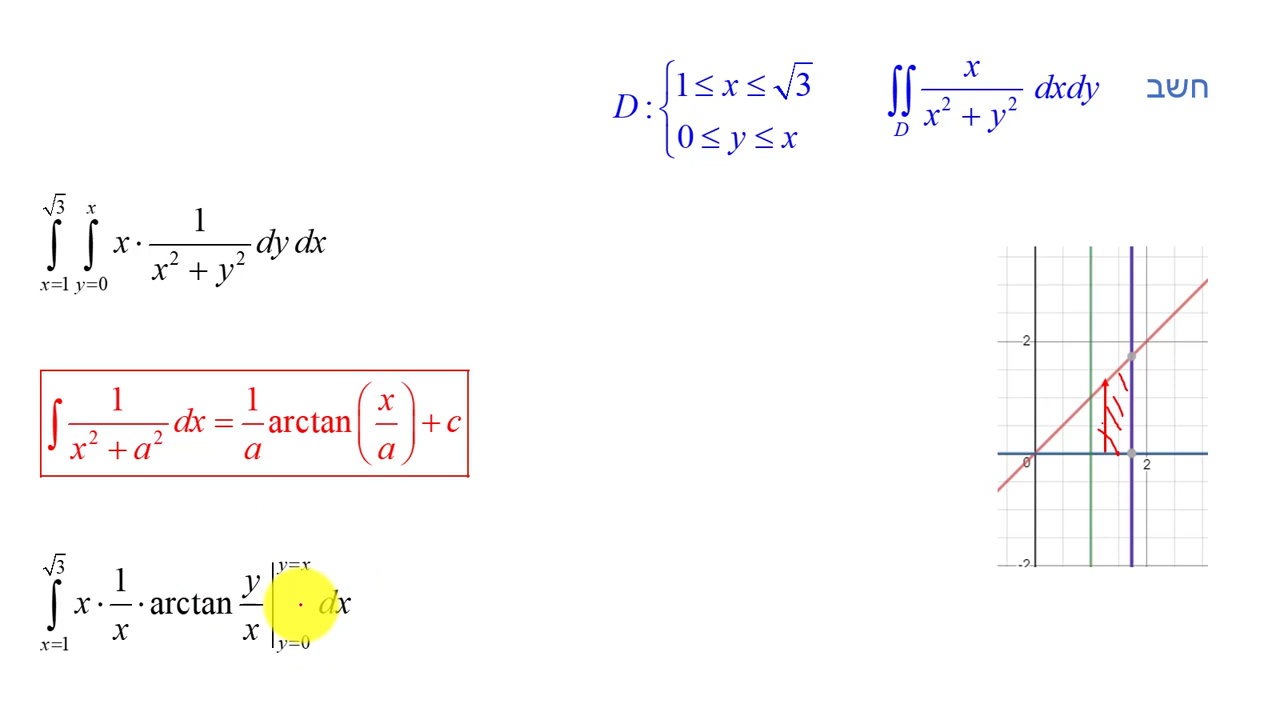 חשב ∬_D x/(x² + y²) dxdy   D: { 1 ≤ x ≤ √3
0 ≤ y ≤ x
∫_{x=1}^{√3} ∫_{y=0}^{x} x · 1/(x² + y²) dy dx
∫ 1/(x² + a²) dx = 1/a arctan(x/a) + c
∫_{x=1}^{√3} x · 1/x · arctan y/x |_{y=0}^{y=x} · dx
2
0 2
-2